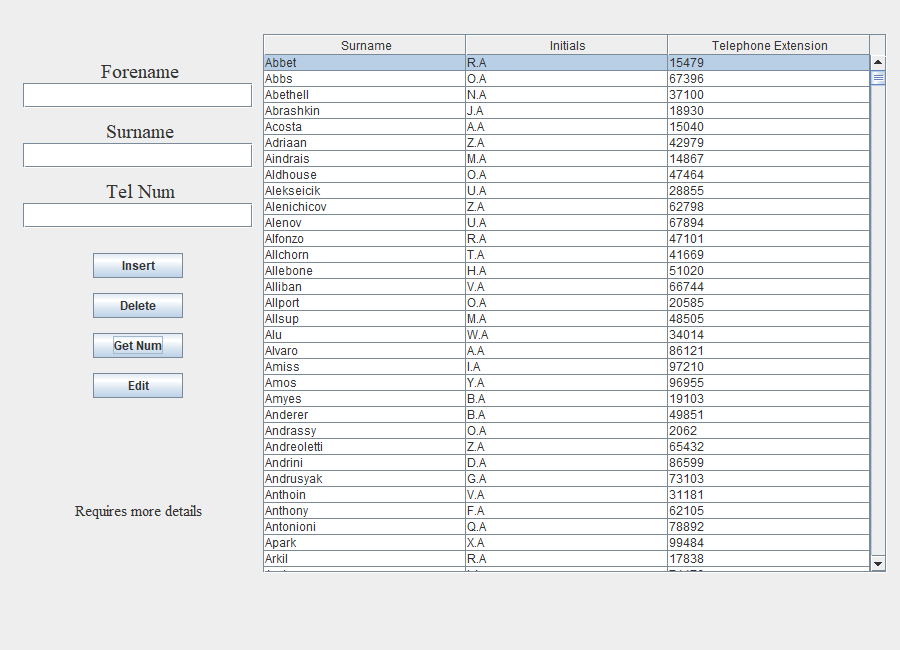 Forename
Surname
Tel Num
Insert
Delete
Get Num
Edit
Requires more details
Surname Initials Telephone Extension
Abbet R.A 15479
Abbs O.A 67396
Abethell N.A 37100
Abrashkin J.A 18930
Acosta A.A 15040
Adriaan Z.A 42979
Aindrais M.A 14867
Aldhouse O.A 47464
Alekseicik U.A 28855
Alenichicov Z.A 62798
Alenov U.A 67894
Alfonzo R.A 47101
Allchorn T.A 41669
Allebone H.A 51020
Alliban V.A 66744
Allport O.A 20585
Allsup M.A 48505
Alu W.A 34014
Alvaro A.A 86121
Amiss I.A 97210
Amos Y.A 96955
Amyes B.A 19103
Anderer B.A 49851
Andrassy O.A 2062
Andreoletti Z.A 65432
Andrini D.A 86599
Andrusyak G.A 73103
Anthoin V.A 31181
Anthony F.A 62105
Antonioni Q.A 78892
Apark X.A 99484
Arkil R.A 17838